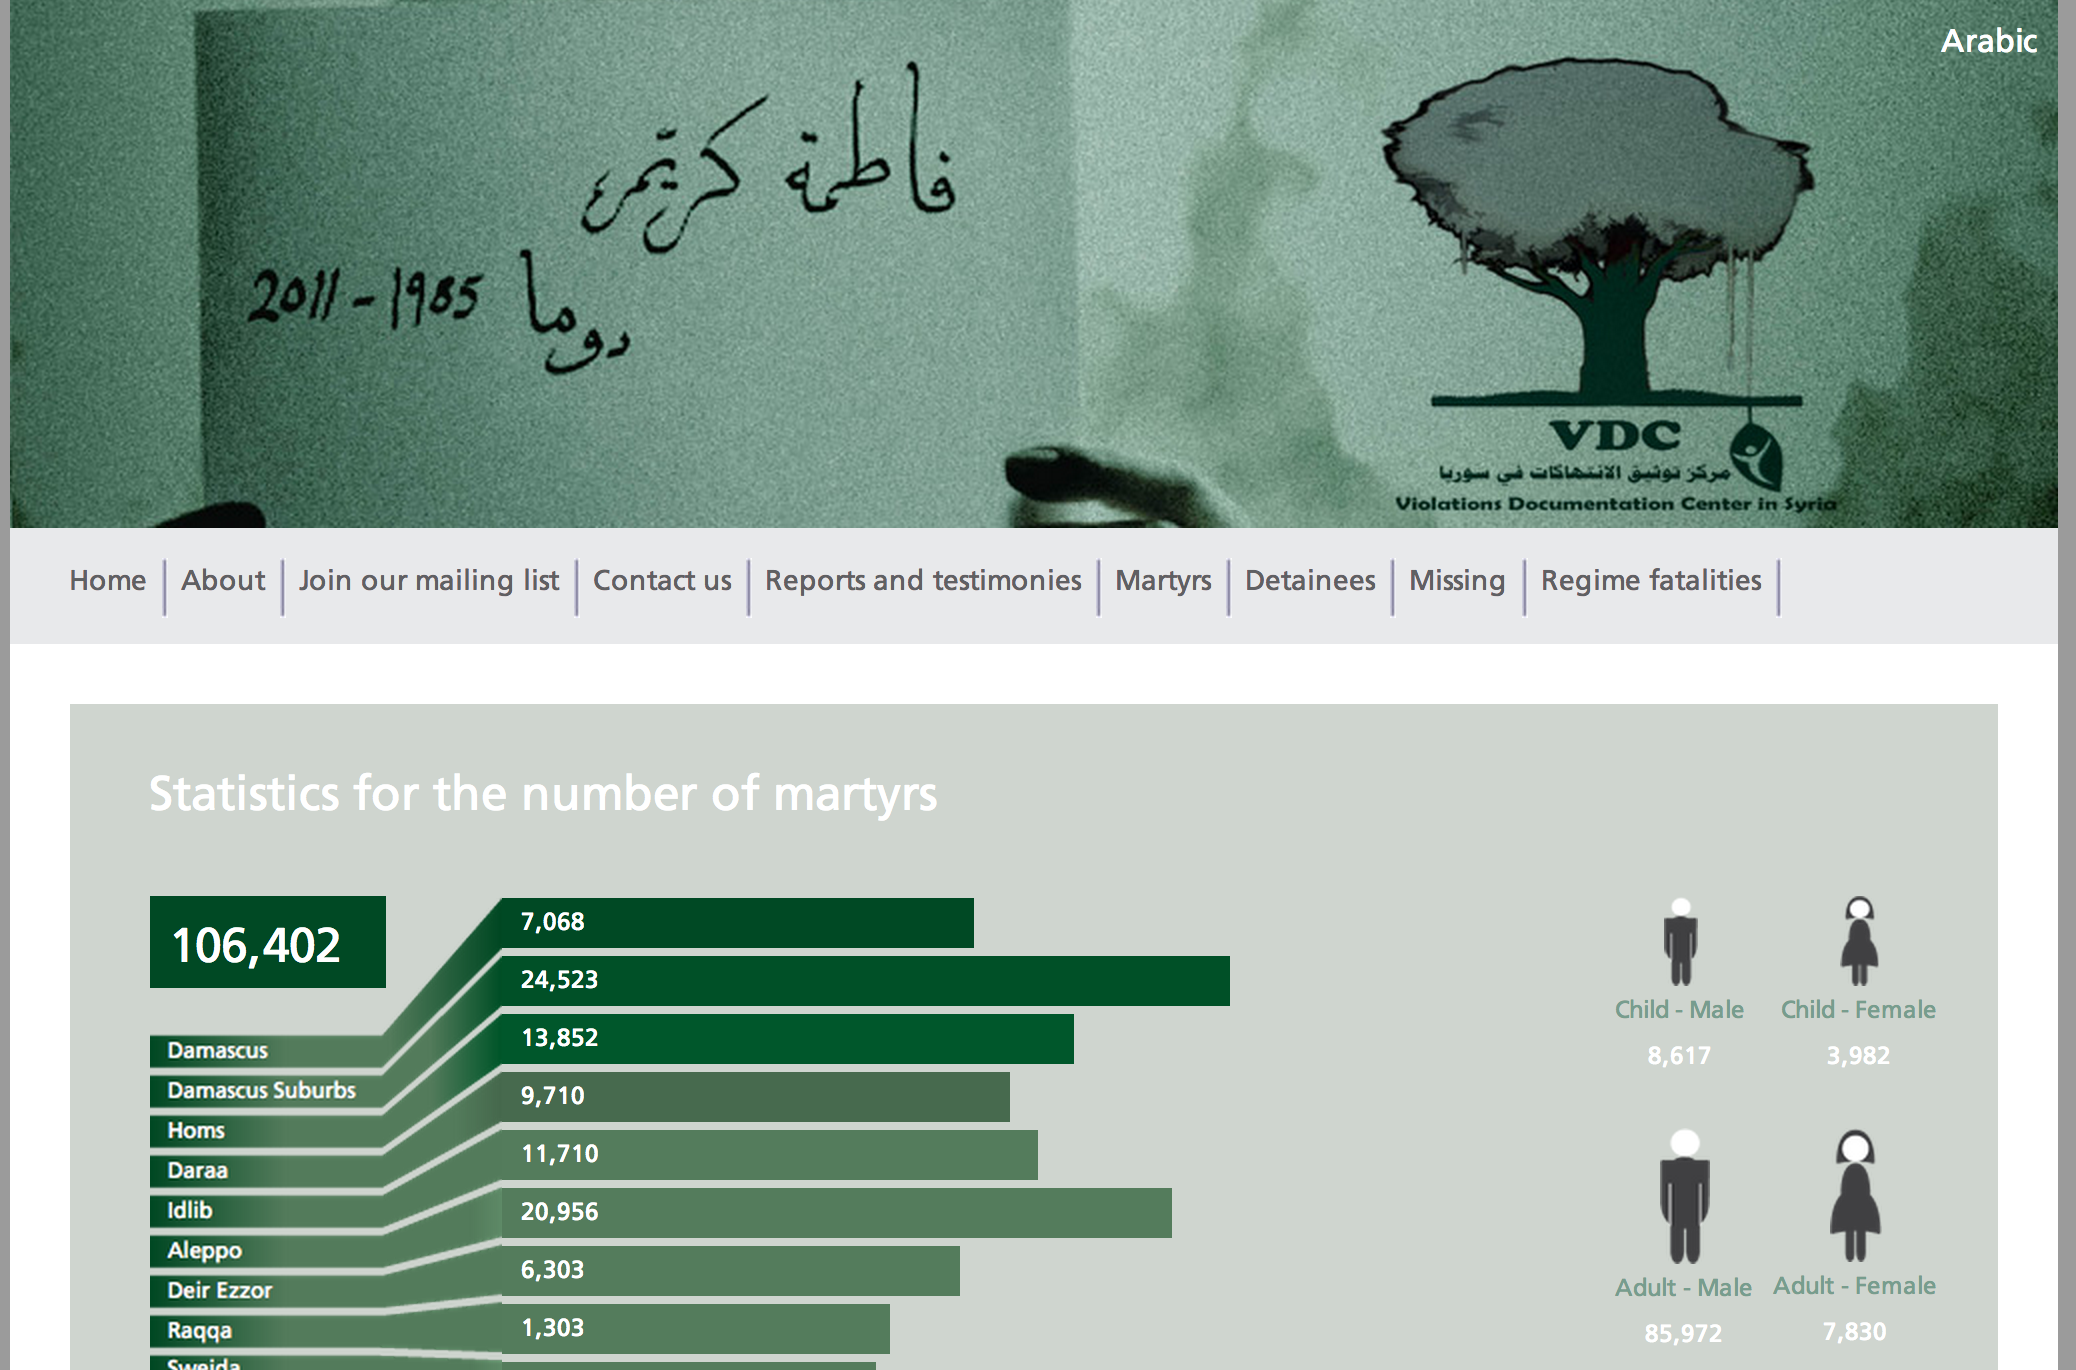 Arabic
فاطمة كريّم
دوما 1985 - 2011
VDC
مركز توثيق الانتهاكات في سوريا
Violations Documentation Center in Syria
Home
About
Join our mailing list
Contact us
Reports and testimonies
Martyrs
Detainees
Missing
Regime fatalities
Statistics for the number of martyrs
106,402
Damascus
Damascus Suburbs
Homs
Daraa
Idlib
Aleppo
Deir Ezzor
Raqqa
Sweida
7,068
24,523
13,852
9,710
11,710
20,956
6,303
1,303
Child - Male
8,617
Child - Female
3,982
Adult - Male
85,972
Adult - Female
7,830